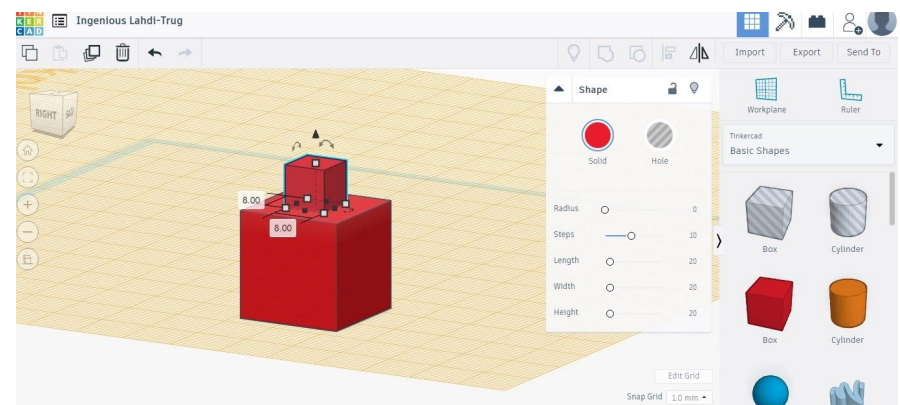 TIN
KER
CAD
Ingenious Lahdi-Trug
Import
Export
Send To
RIGHT
8.00
8.00
Shape
Solid
Hole
Radius
0
Steps
10
Length
20
Width
20
Height
20
Edit Grid
Snap Grid
1.0 mm
Workplane
Ruler
Tinkercad
Basic Shapes
Box
Cylinder
Box
Cylinder